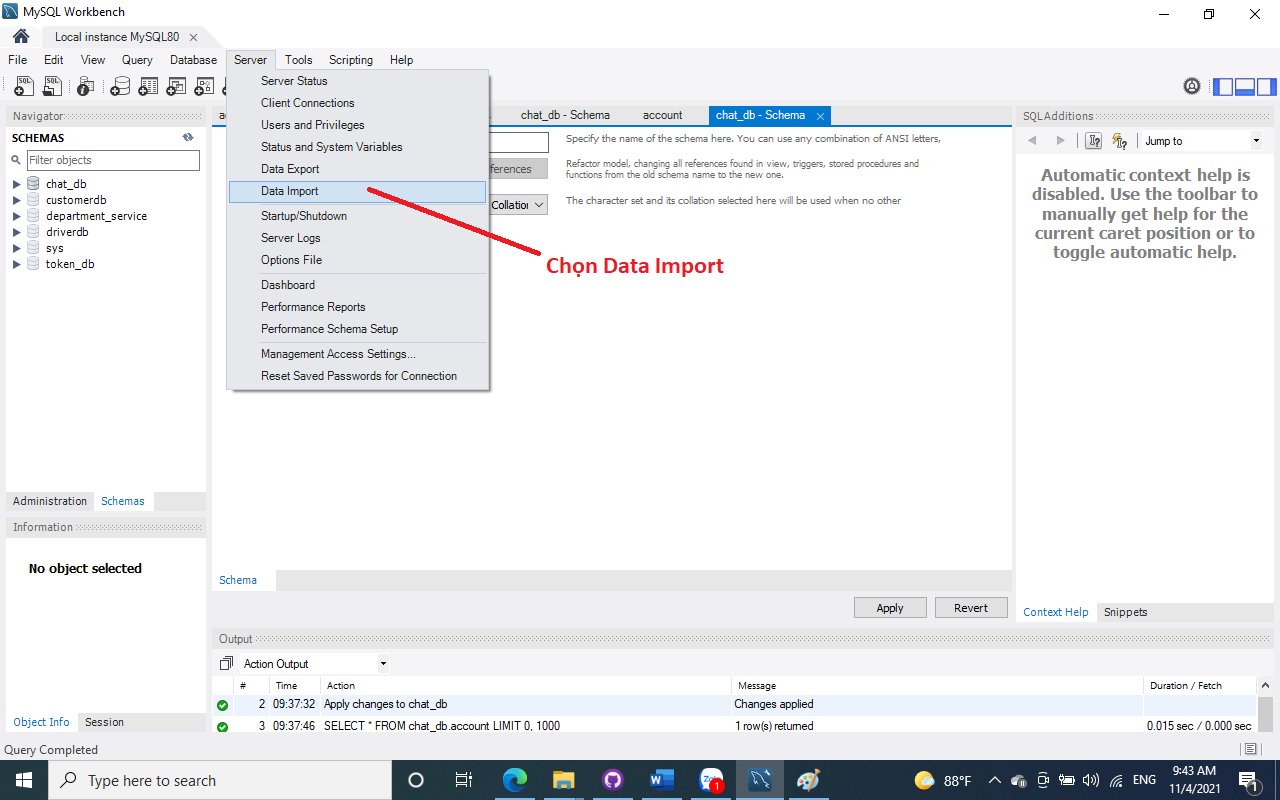 MySQL Workbench
Local instance MySQL80
File Edit View Query Database Server Tools Scripting Help
Server Status
Client Connections
Users and Privileges
Status and System Variables
Data Export
Data Import
Startup/Shutdown
Server Logs
Options File
Dashboard
Performance Reports
Performance Schema Setup
Management Access Settings...
Reset Saved Passwords for Connection
Navigator
SCHEMAS
Filter objects
chat_db
customerdb
department_service
driverdb
sys
token_db
Administration Schemas
Information
No object selected
Object Info Session
chat_db - Schema account chat_db - Schema
Specify the name of the schema here. You can use any combination of ANSI letters,
ferences
Refactor model, changing all references found in view, triggers, stored procedures and
functions from the old schema name to the new one.
Collation
The character set and its collation selected here will be used when no other
Chọn Data Import
Schema
Apply Revert
SQLAdditions
Jump to
Automatic context help is
disabled. Use the toolbar to
manually get help for the
current caret position or to
toggle automatic help.
Context Help Snippets
Output
Action Output
# Time Action Message Duration / Fetch
2 09:37:32 Apply changes to chat_db Changes applied
3 09:37:46 SELECT * FROM chat_db.account LIMIT 0, 1000 1 row(s) returned 0.015 sec / 0.000 sec
Query Completed
Type here to search
1
88°F
ENG
9:43 AM
11/4/2021
1